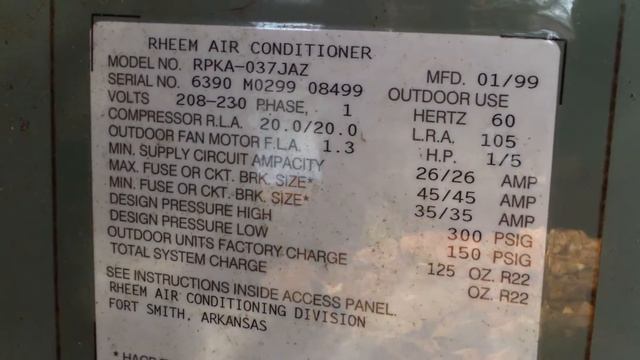 RHEEM AIR CONDITIONER
MODEL NO. RPKA-037JAZ MFD. 01/99
SERIAL NO. 6390 M0299 08499 OUTDOOR USE
VOLTS 208-230 PHASE, 1 HERTZ 60
COMPRESSOR R.L.A. 20.0/20.0 L.R.A. 105
OUTDOOR FAN MOTOR F.L.A. 1.3 H.P. 1/5
MIN. SUPPLY CIRCUIT AMPACITY 26/26 AMP
MAX. FUSE OR CKT. BRK. SIZE* 45/45 AMP
MIN. FUSE OR CKT. BRK. SIZE* 35/35 AMP
DESIGN PRESSURE HIGH 300 PSIG
DESIGN PRESSURE LOW 150 PSIG
OUTDOOR UNITS FACTORY CHARGE 125 OZ. R22
TOTAL SYSTEM CHARGE OZ. R22
SEE INSTRUCTIONS INSIDE ACCESS PANEL.
RHEEM AIR CONDITIONING DIVISION
FORT SMITH, ARKANSAS